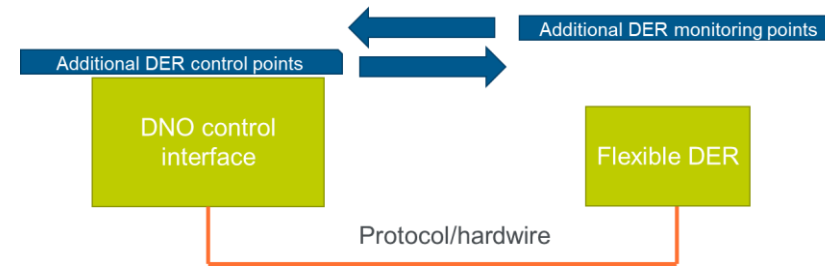 Additional DER monitoring points
Additional DER control points
DNO control
interface
Flexible DER
Protocol/hardwire